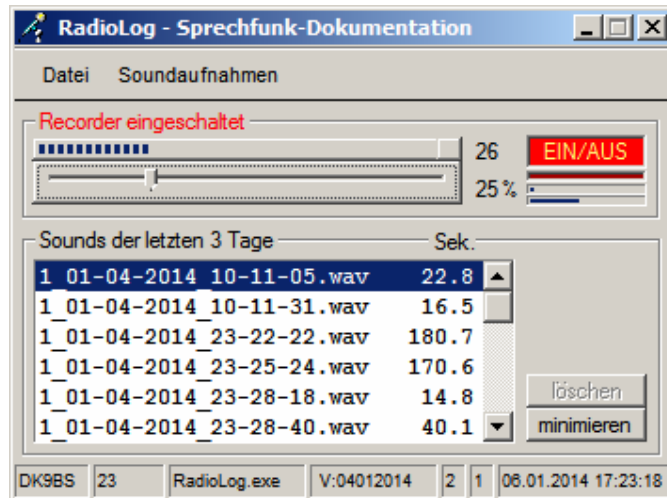 RadioLog - Sprechfunk-Dokumentation
Datei Soundaufnahmen
Recorder eingeschaltet
26 EIN/AUS
25 %
Sounds der letzten 3 Tage Sek.
1_01-04-2014_10-11-05.wav 22.8
1_01-04-2014_10-11-31.wav 16.5
1_01-04-2014_23-22-22.wav 180.7
1_01-04-2014_23-25-24.wav 170.6
1_01-04-2014_23-28-18.wav 14.8
1_01-04-2014_23-28-40.wav 40.1
löschen
minimieren
DK9BS 23 RadioLog.exe V:04012014 2 1 06.01.2014 17:23:18